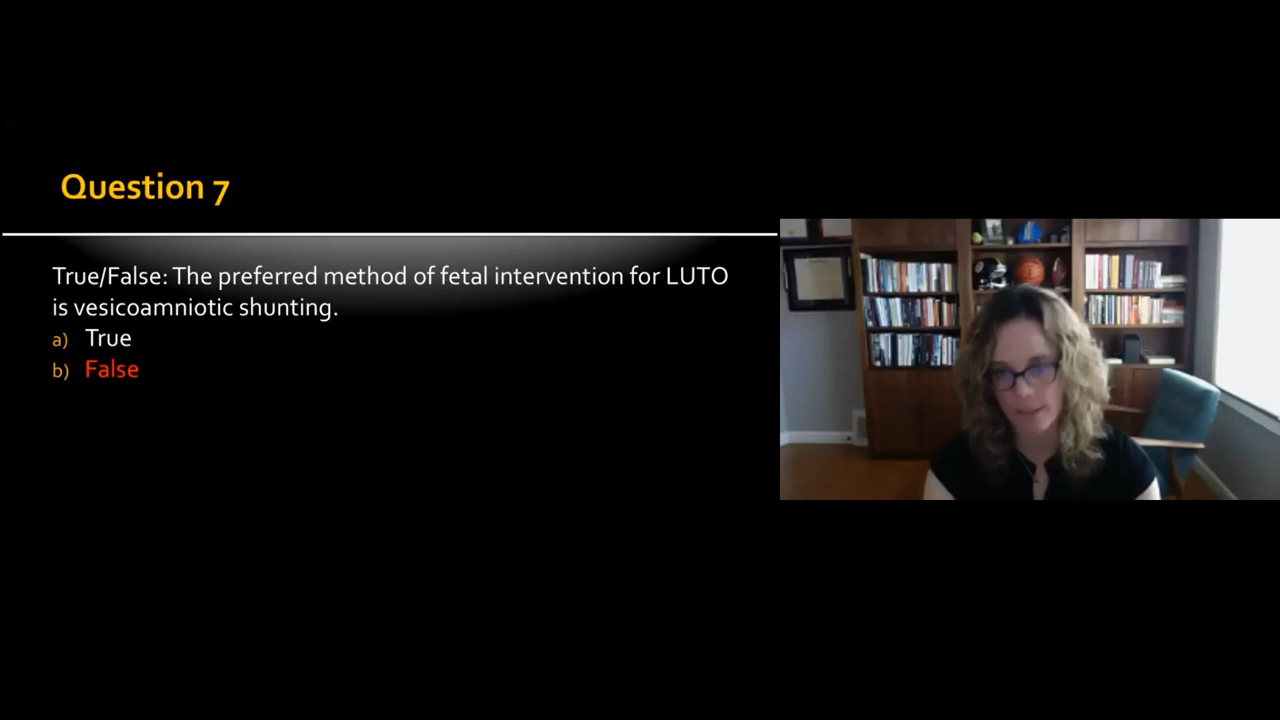 Question 7
True/False: The preferred method of fetal intervention for LUTO
is vesicoamniotic shunting.
a) True
b) False